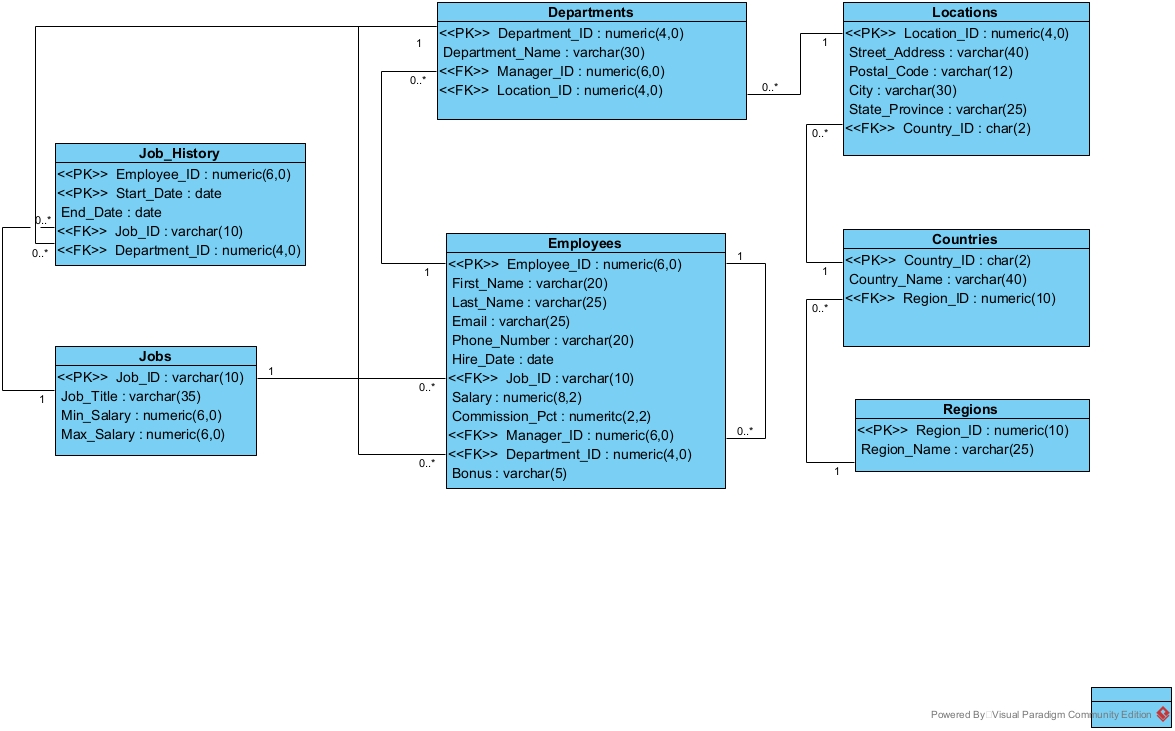 Departments
<<PK>> Department_ID : numeric(4,0)
Department_Name : varchar(30)
<<FK>> Manager_ID : numeric(6,0)
<<FK>> Location_ID : numeric(4,0)
1
0..*
0..*
Locations
<<PK>> Location_ID : numeric(4,0)
Street_Address : varchar(40)
Postal_Code : varchar(12)
City : varchar(30)
State_Province : varchar(25)
<<FK>> Country_ID : char(2)
1
0..*
Job_History
<<PK>> Employee_ID : numeric(6,0)
<<PK>> Start_Date : date
End_Date : date
<<FK>> Job_ID : varchar(10)
<<FK>> Department_ID : numeric(4,0)
0..*
0..*
Employees
<<PK>> Employee_ID : numeric(6,0)
First_Name : varchar(20)
Last_Name : varchar(25)
Email : varchar(25)
Phone_Number : varchar(20)
Hire_Date : date
<<FK>> Job_ID : varchar(10)
Salary : numeric(8,2)
Commission_Pct : numeritc(2,2)
<<FK>> Manager_ID : numeric(6,0)
<<FK>> Department_ID : numeric(4,0)
Bonus : varchar(5)
1
1
0..*
0..*
0..*
Countries
<<PK>> Country_ID : char(2)
Country_Name : varchar(40)
<<FK>> Region_ID : numeric(10)
1
0..*
Jobs
<<PK>> Job_ID : varchar(10)
Job_Title : varchar(35)
Min_Salary : numeric(6,0)
Max_Salary : numeric(6,0)
1
1
Regions
<<PK>> Region_ID : numeric(10)
Region_Name : varchar(25)
1
Powered By Visual Paradigm Community Edition